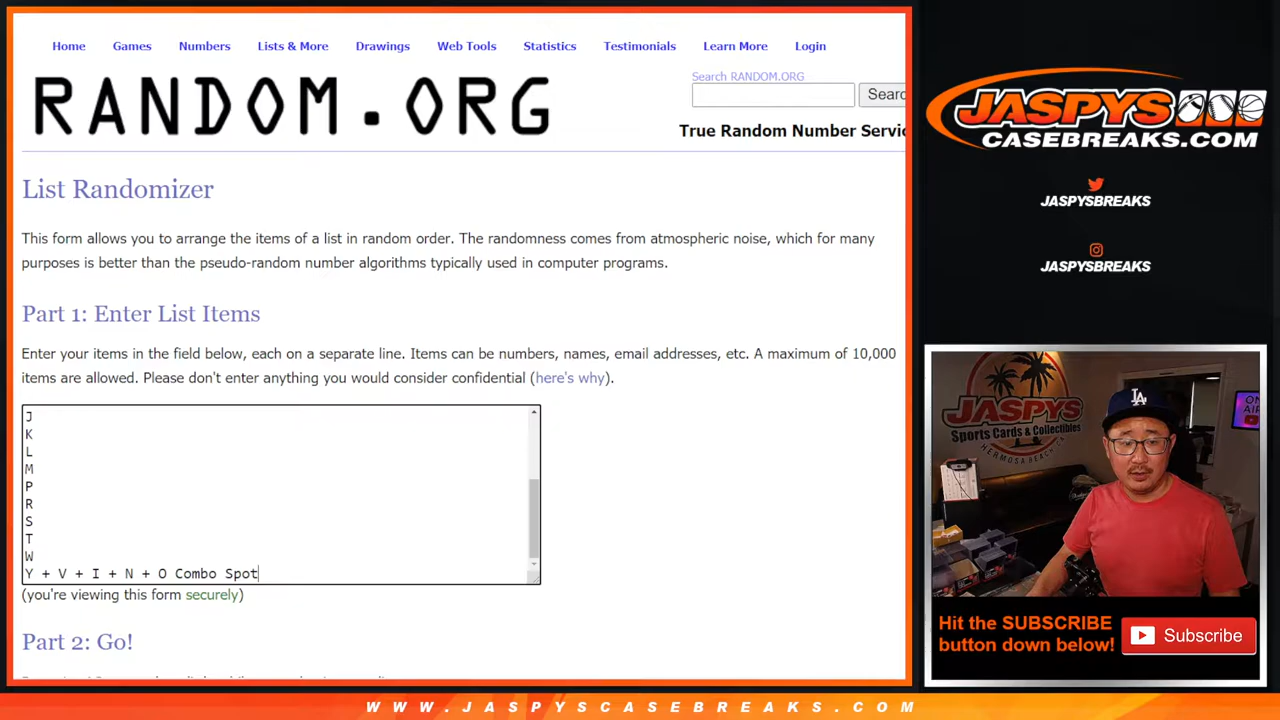 Home Games Numbers Lists & More Drawings Web Tools Statistics Testimonials Learn More Login
RANDOM.ORG
Search RANDOM.ORG
True Random Number
List Randomizer
This form allows you to arrange the items of a list in random order. The randomness comes from atmospheric noise, which for many
purposes is better than the pseudo-random number algorithms typically used in computer programs.
Part 1: Enter List Items
Enter your items in the field below, each on a separate line. Items can be numbers, names, email addresses, etc. A maximum of 10,000
items are allowed. Please don't enter anything you would consider confidential (here's why).
J
K
L
M
P
R
S
T
W
Y + V + I + N + O Combo Spot
(you're viewing this form securely)
Part 2: Go!
JASPYS
CASEBREAKS.COM
JASPYSBREAKS
JASPYSBREAKS
JASPYS
Sports Cards & Collectibles
HERMOSA BEACH
LA
ON
AIR
Hit the SUBSCRIBE
button down below!
Subscribe
WWW.JASPYSCASEBREAKS.COM